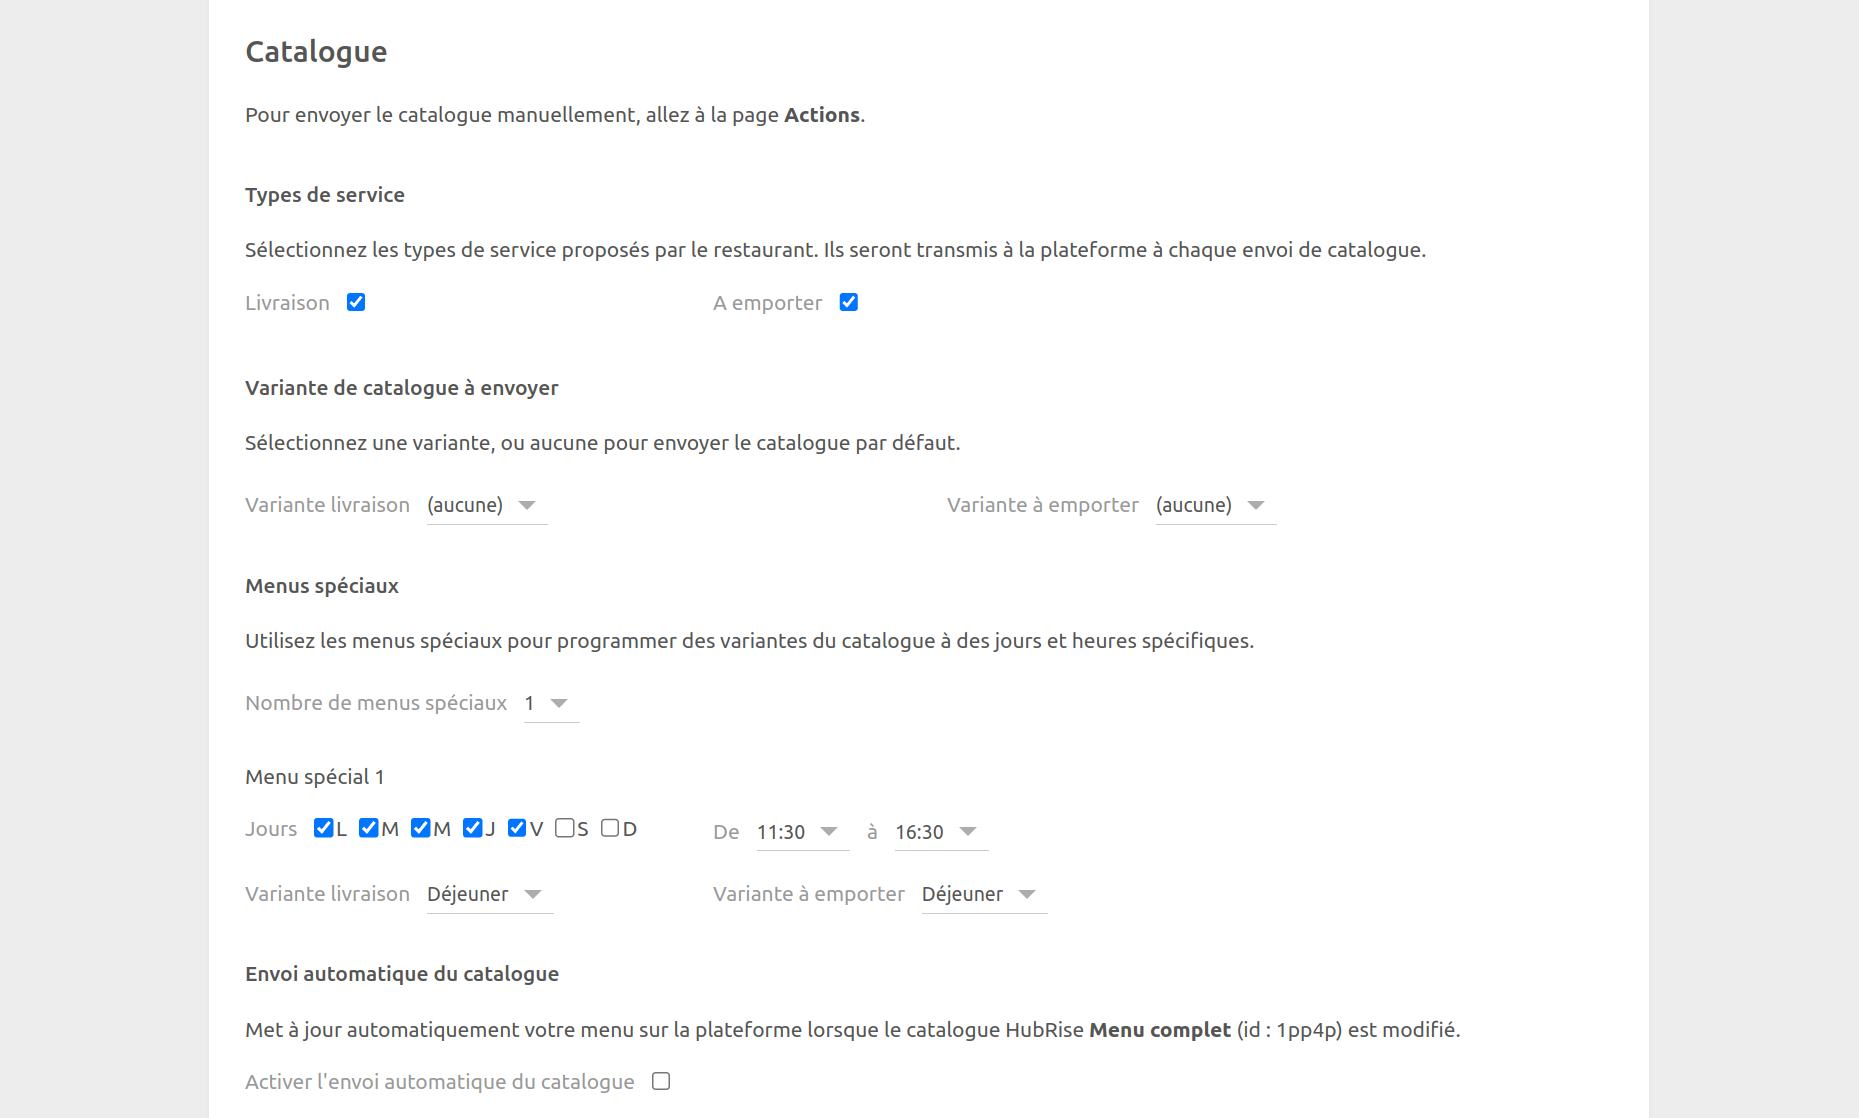 Catalogue
Pour envoyer le catalogue manuellement, allez à la page Actions.
Types de service
Sélectionnez les types de service proposés par le restaurant. Ils seront transmis à la plateforme à chaque envoi de catalogue.
Livraison A emporter
Variante de catalogue à envoyer
Sélectionnez une variante, ou aucune pour envoyer le catalogue par défaut.
Variante livraison (aucune) Variante à emporter (aucune)
Menus spéciaux
Utilisez les menus spéciaux pour programmer des variantes du catalogue à des jours et heures spécifiques.
Nombre de menus spéciaux 1
Menu spécial 1
Jours L M M J V S D De 11:30 à 16:30
Variante livraison Déjeuner Variante à emporter Déjeuner
Envoi automatique du catalogue
Met à jour automatiquement votre menu sur la plateforme lorsque le catalogue HubRise Menu complet (id : 1pp4p) est modifié.
Activer l'envoi automatique du catalogue